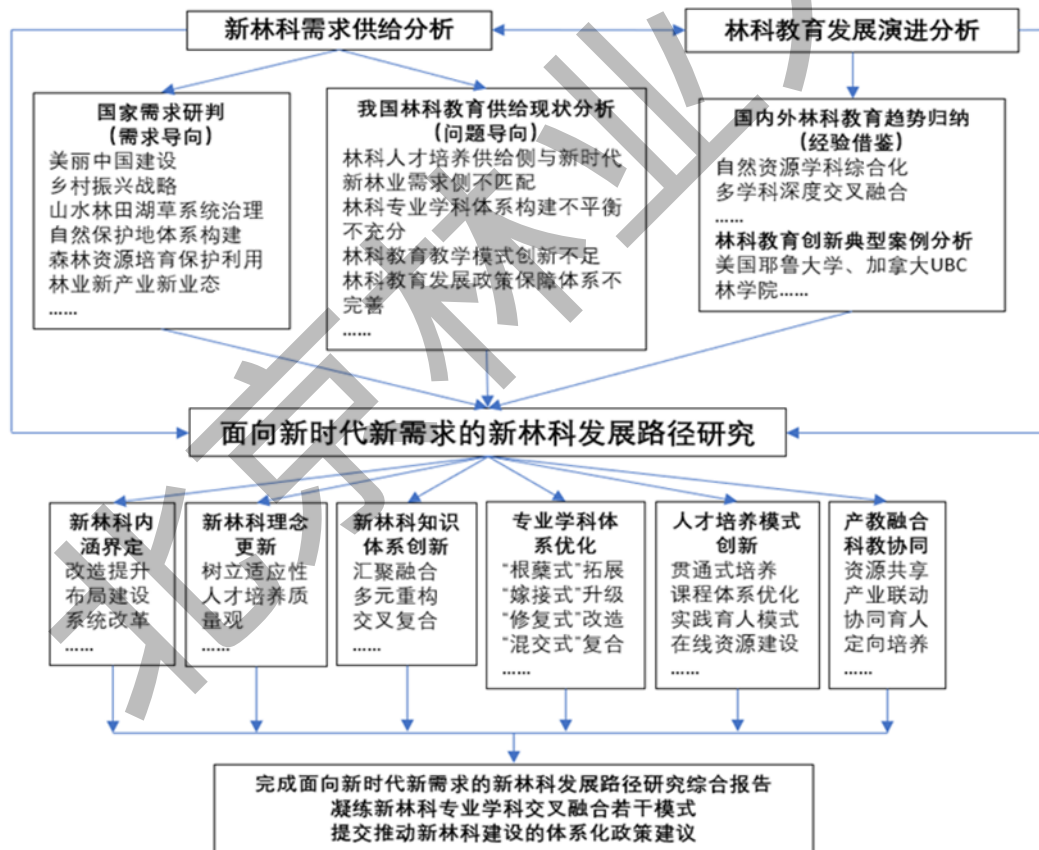 新林科需求供给分析
林科教育发展演进分析
国家需求研判
（需求导向）
美丽中国建设
乡村振兴战略
山水林田湖草系统治理
自然保护地体系构建
森林资源培育保护利用
林业新产业新业态
……
我国林科教育供给现状分析
（问题导向）
林科人才培养供给侧与新时代
新林业需求侧不匹配
林科专业学科体系构建不平衡
不充分
林科教育教学模式创新不足
林科教育发展政策保障体系不
完善
……
国内外林科教育趋势归纳
（经验借鉴）
自然资源学科综合化
多学科深度交叉融合
……
林科教育创新典型案例分析
美国耶鲁大学、加拿大UBC
林学院……
面向新时代新需求的新林科发展路径研究
新林科内
涵界定
改造提升
布局建设
系统改革
……
新林科理念
更新
树立适应性
人才培养质
量观
……
新林科知识
体系创新
汇聚融合
多元重构
交叉复合
……
专业学科体
系优化
“根蘖式”拓展
“嫁接式”升级
“修复式”改造
“混交式”复合
……
人才培养模式
创新
贯通式培养
课程体系优化
实践育人模式
在线资源建设
……
产教融合
科教协同
资源共享
产业联动
协同育人
定向培养
……
完成面向新时代新需求的新林科发展路径研究综合报告
凝练新林科专业学科交叉融合若干模式
提交推动新林科建设的体系化政策建议
北京林业